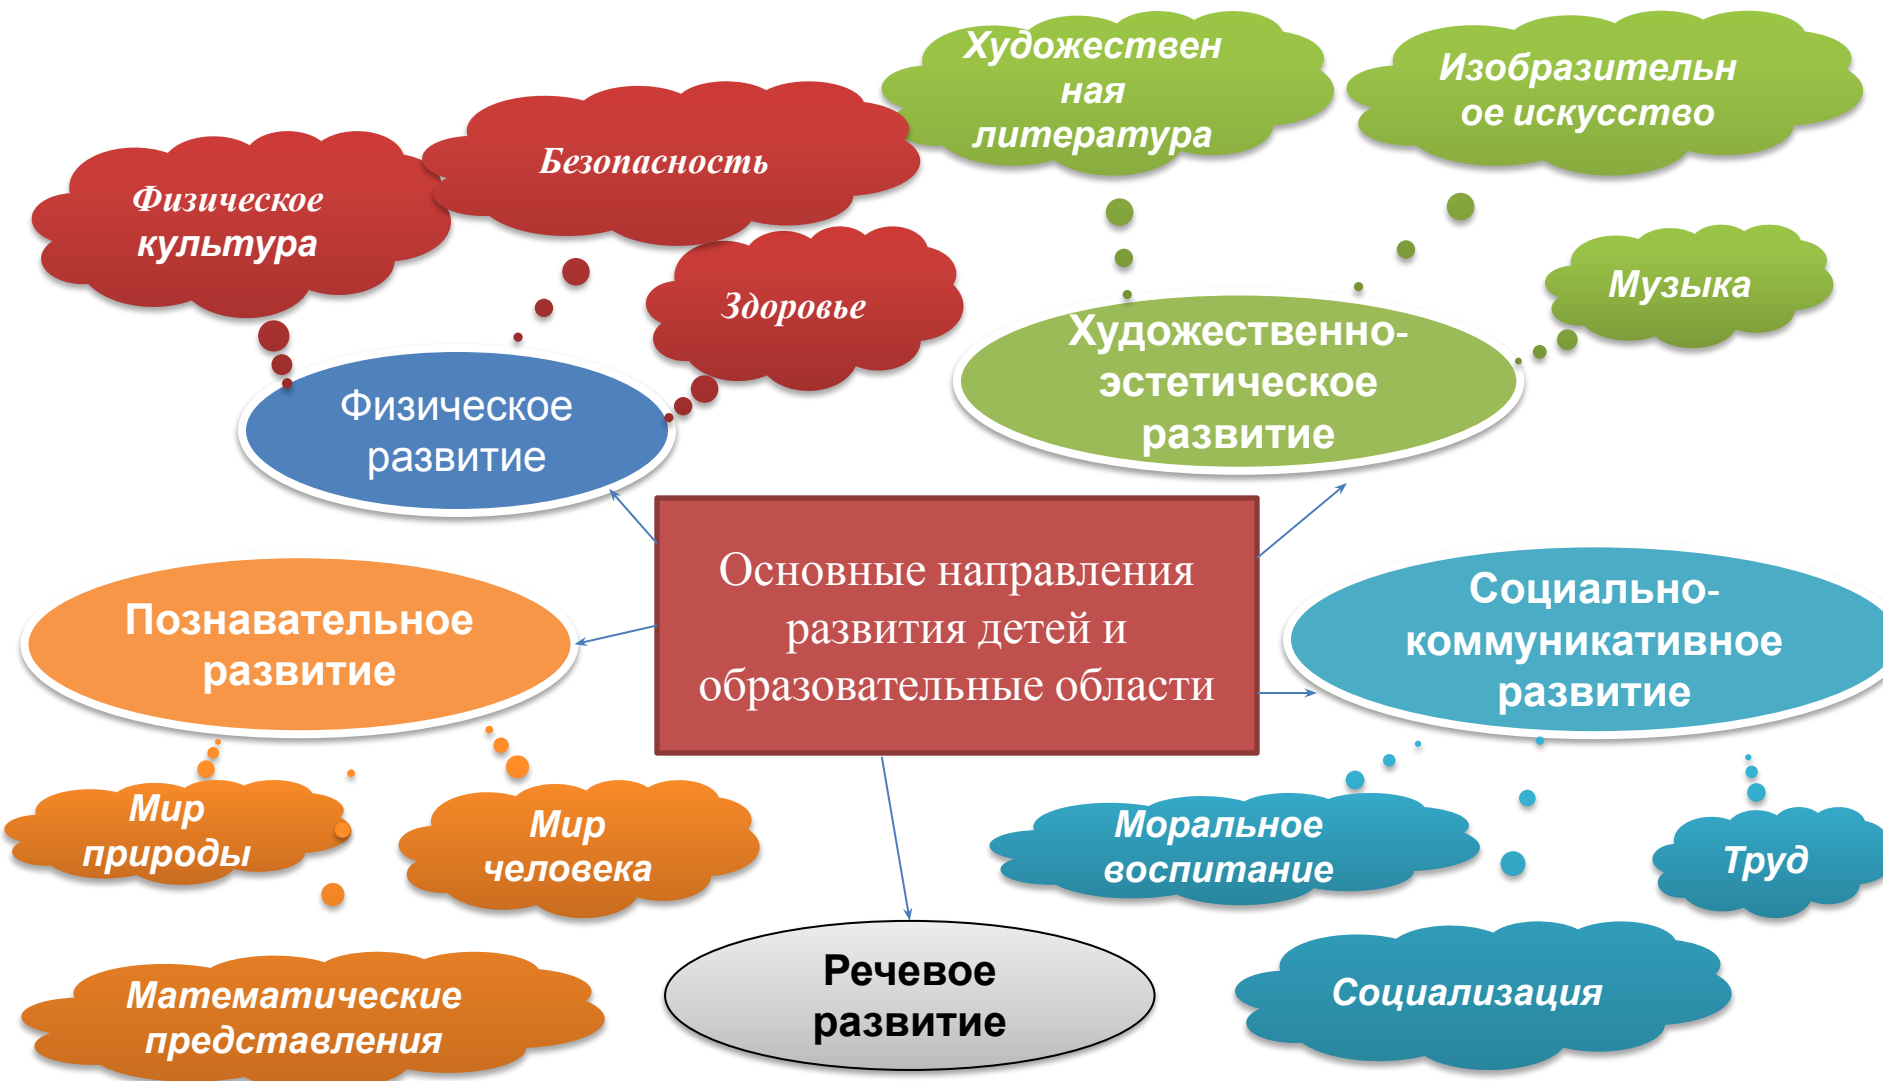 Художествен
ная
литература
Изобразительн
ое искусство
Безопасность
Физическое
культура
Здоровье
Музыка
Физическое
развитие
Художественно-
эстетическое
развитие
Основные направления
развития детей и
образовательные области
Познавательное
развитие
Социально-
коммуникативное
развитие
Мир
природы
Мир
человека
Моральное
воспитание
Труд
Математические
представления
Речевое
развитие
Социализация